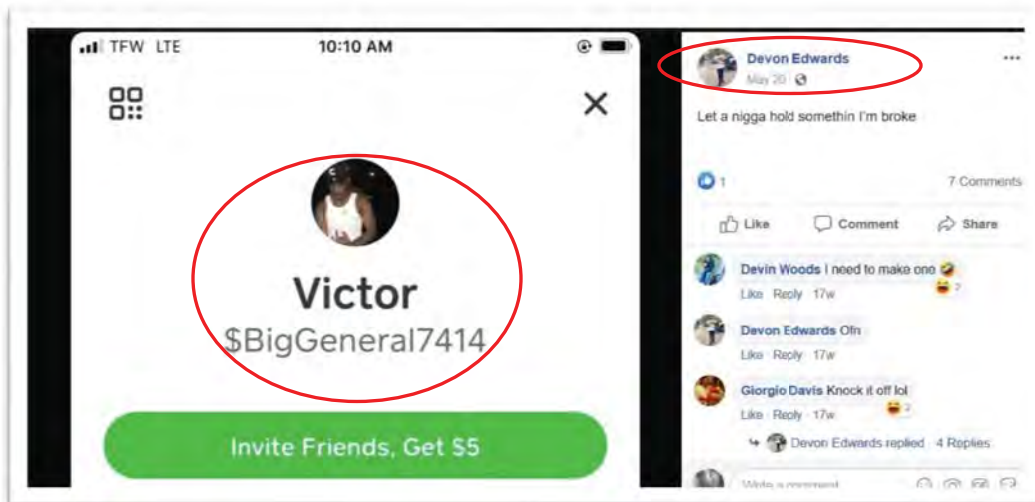 TFW LTE
10:10 AM
Victor
$BigGeneral7414
Invite Friends, Get $5
Devon Edwards
May 20
Let a nigga hold somethin I'm broke
1
7 Comments
Like Comment Share
Devin Woods I need to make one 🤣
😆 2
Like Reply 17w
Devon Edwards Ofn
Like Reply 17w
Giorgio Davis Knock it off lol
😆 2
Like Reply 17w
Devon Edwards replied · 4 Replies
Write a comment